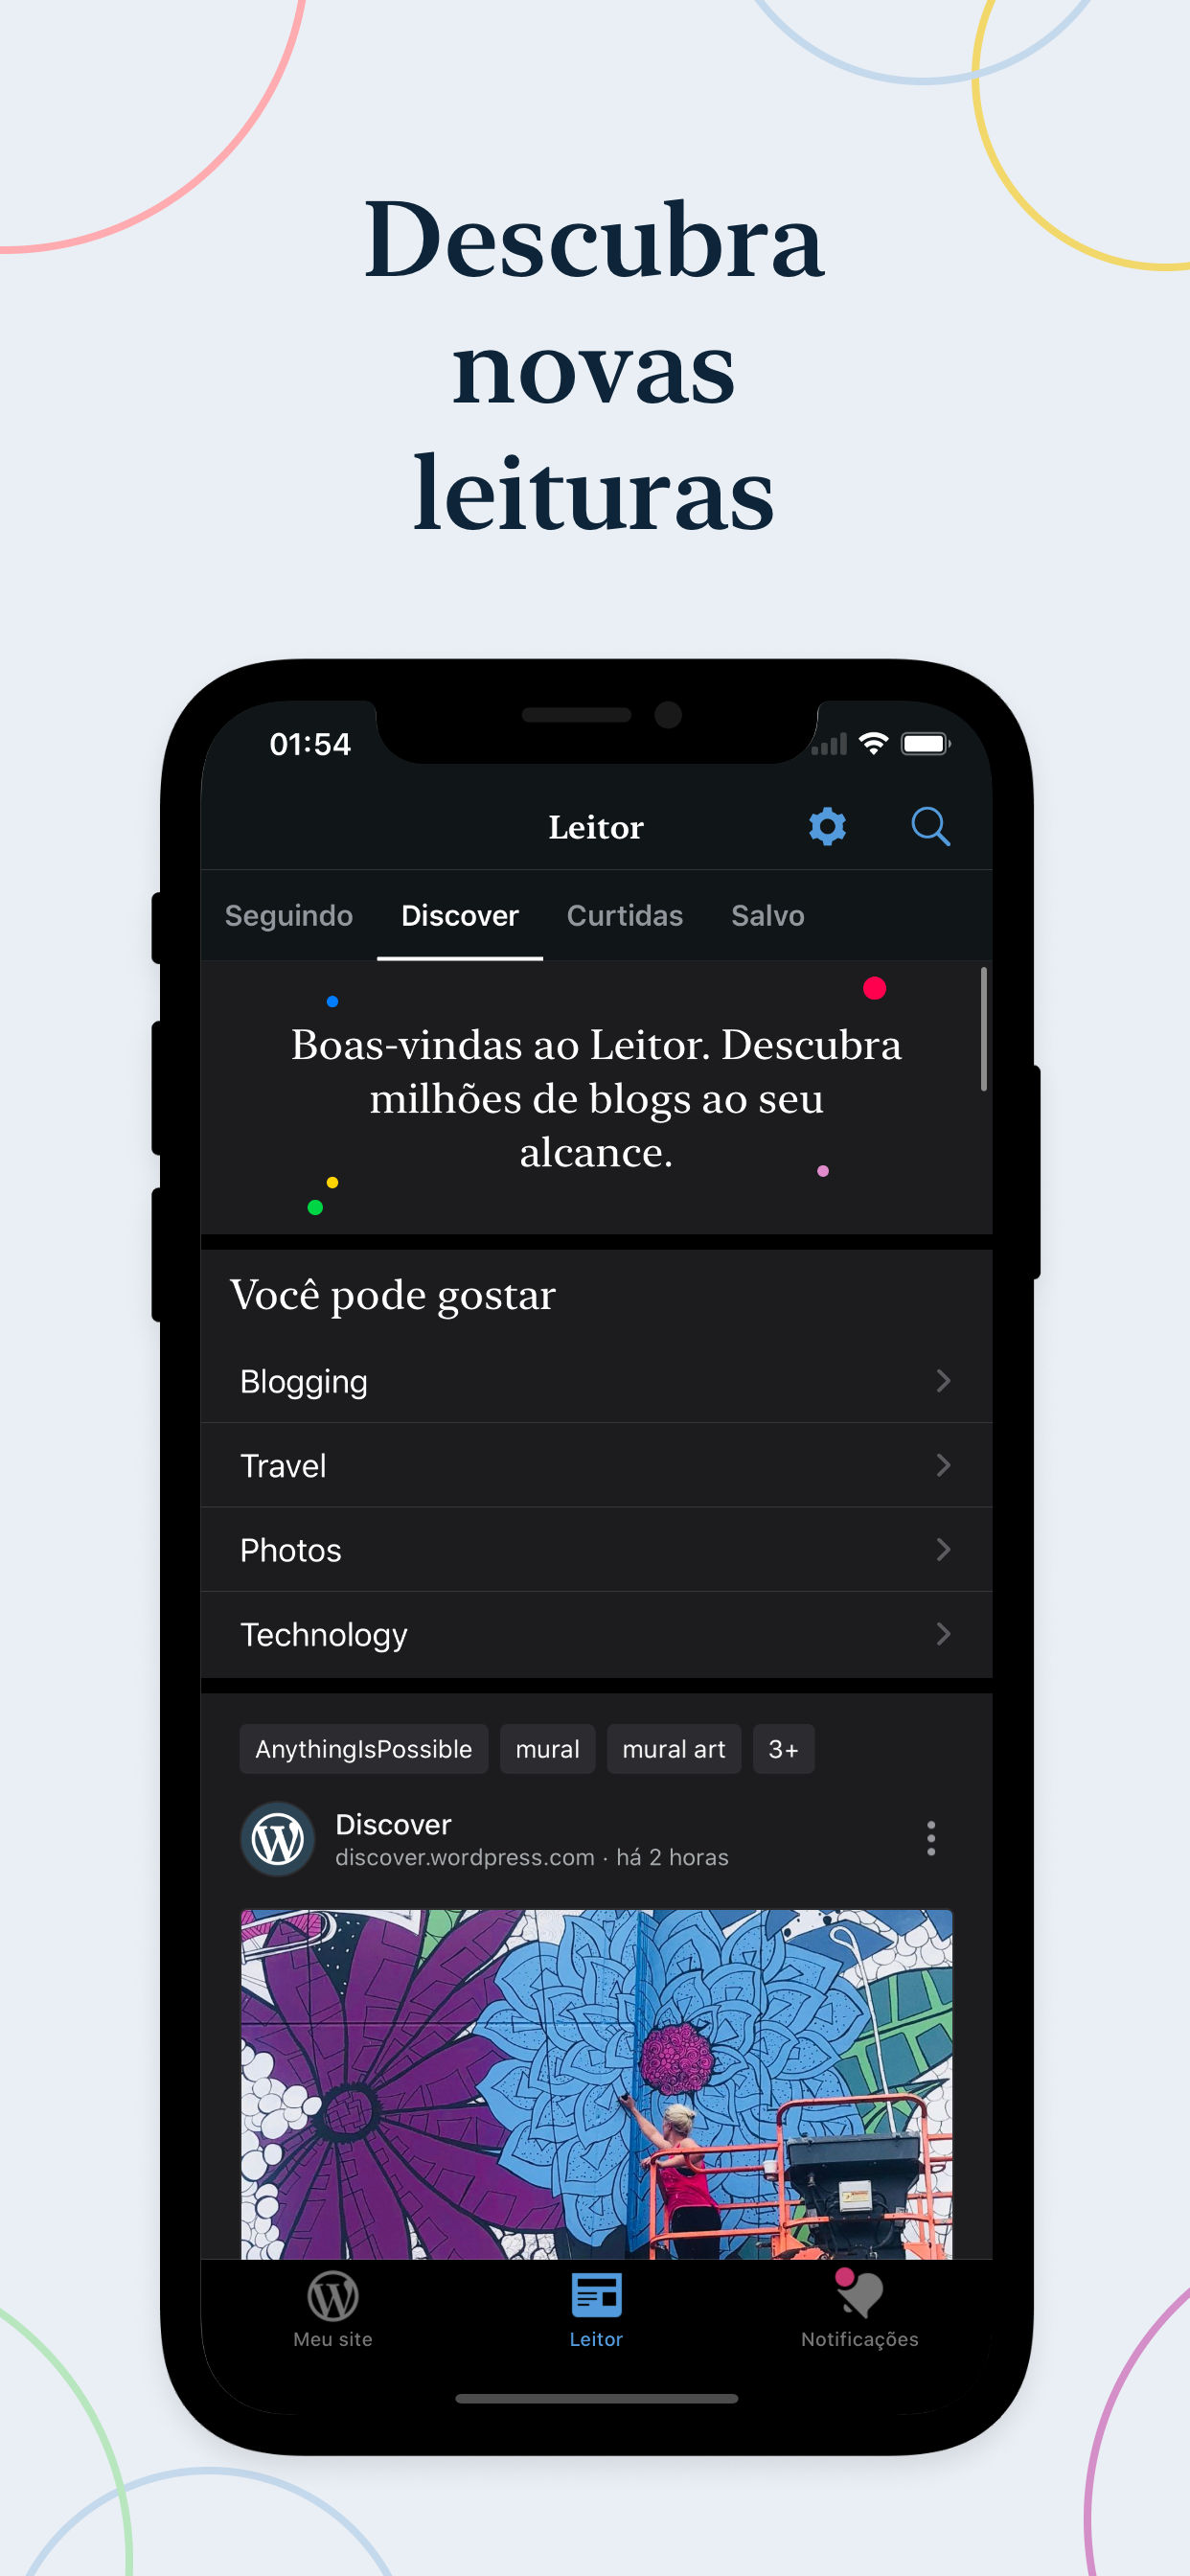 Descubra
novas
leituras
01:54
Leitor
Seguindo Discover Curtidas Salvo
Boas-vindas ao Leitor. Descubra
milhões de blogs ao seu
alcance.
Você pode gostar
Blogging
Travel
Photos
Technology
AnythingIsPossible mural mural art 3+
Discover
discover.wordpress.com · há 2 horas
Meu site Leitor Notificações